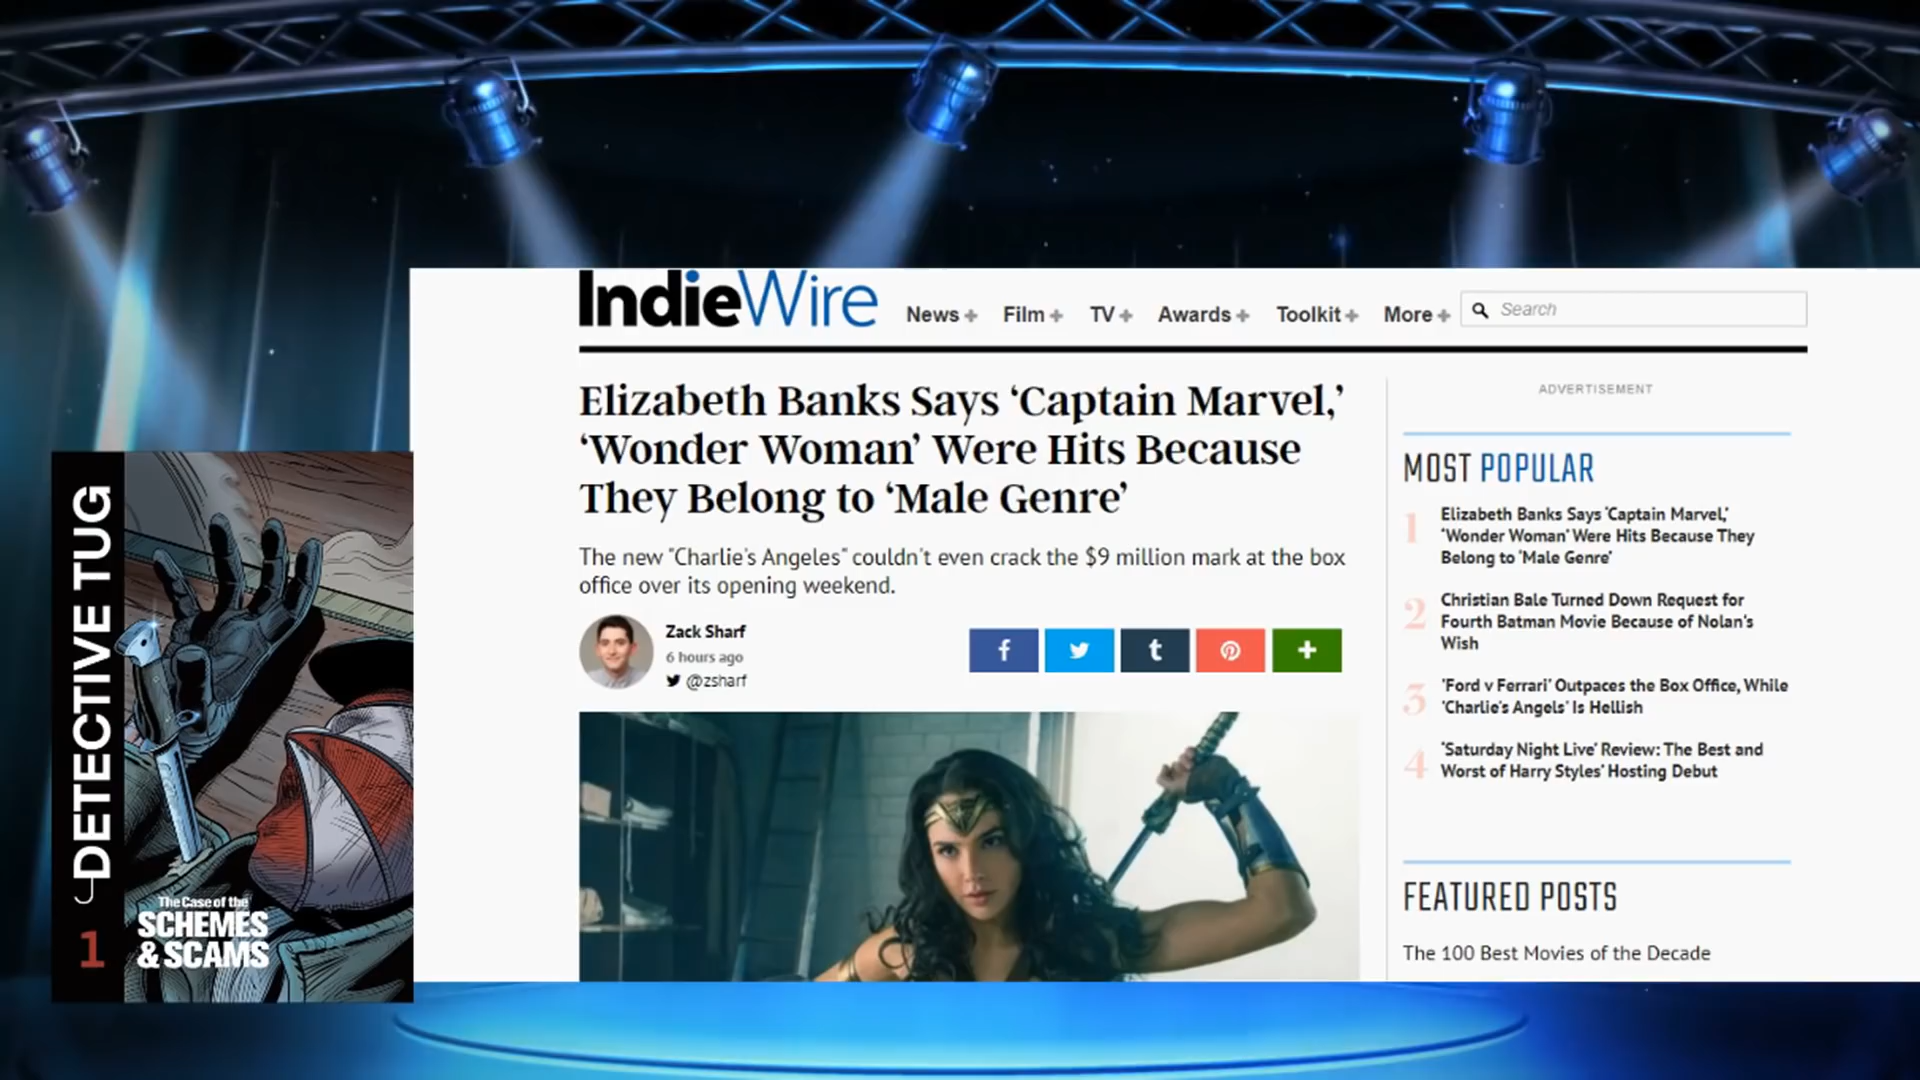 IndieWire
News + Film + TV + Awards + Toolkit + More +
Search
Elizabeth Banks Says ‘Captain Marvel,’
‘Wonder Woman’ Were Hits Because
They Belong to ‘Male Genre’
The new "Charlie's Angeles" couldn't even crack the $9 million mark at the box
office over its opening weekend.
Zack Sharf
6 hours ago
@zsharf
f
t
+
ADVERTISEMENT
MOST POPULAR
1
Elizabeth Banks Says 'Captain Marvel,'
'Wonder Woman' Were Hits Because They
Belong to 'Male Genre'
2
Christian Bale Turned Down Request for
Fourth Batman Movie Because of Nolan's
Wish
3
'Ford v Ferrari' Outpaces the Box Office, While
'Charlie's Angels' Is Hellish
4
'Saturday Night Live' Review: The Best and
Worst of Harry Styles' Hosting Debut
FEATURED POSTS
The 100 Best Movies of the Decade
DETECTIVE TUG
1
The Case of the
SCHEMES
& SCAMS